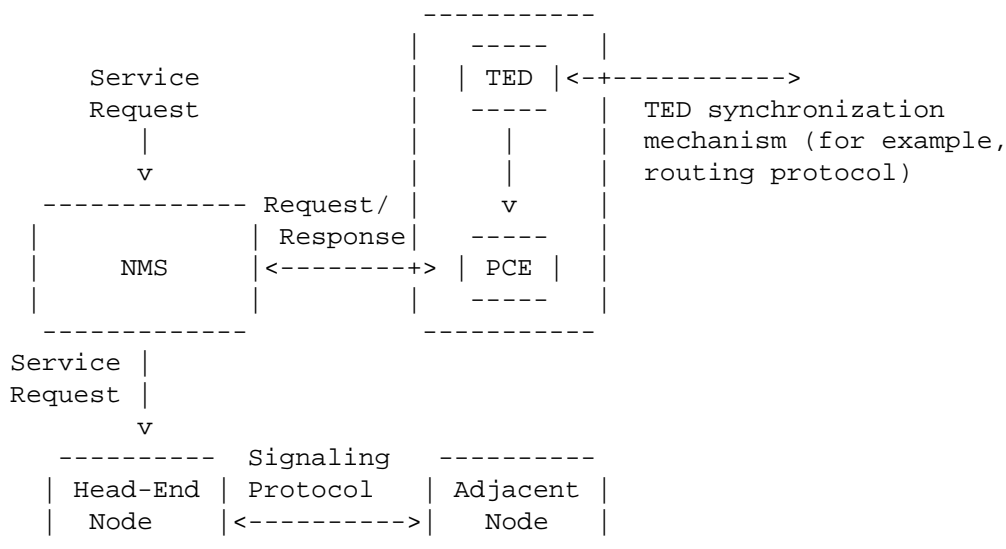 -----------
| ----- |
Service | | TED |<-+----------->
Request | ----- | TED synchronization
| | | | mechanism (for example,
v | | | routing protocol)
------------- Request/ | v |
| | Response| ----- |
| NMS |<--------+> | PCE | |
| | | ----- |
------------- -----------
Service |
Request |
v
---------- Signaling ----------
| Head-End | Protocol | Adjacent |
| Node |<---------->| Node |